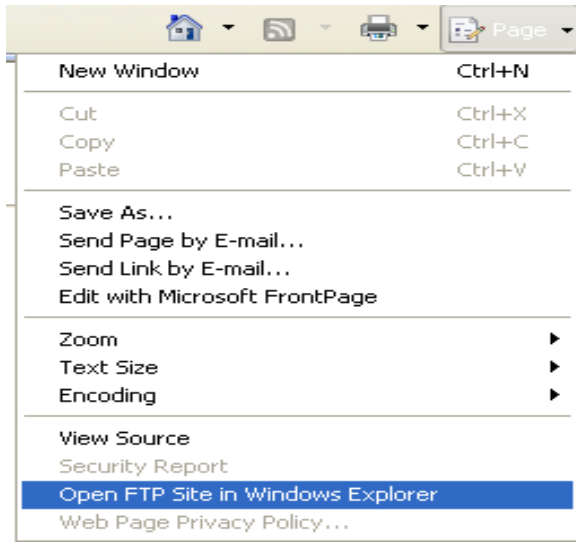 Page
New Window Ctrl+N
Cut Ctrl+X
Copy Ctrl+C
Paste Ctrl+V
Save As...
Send Page by E-mail...
Send Link by E-mail...
Edit with Microsoft FrontPage
Zoom
Text Size
Encoding
View Source
Security Report
Open FTP Site in Windows Explorer
Web Page Privacy Policy...